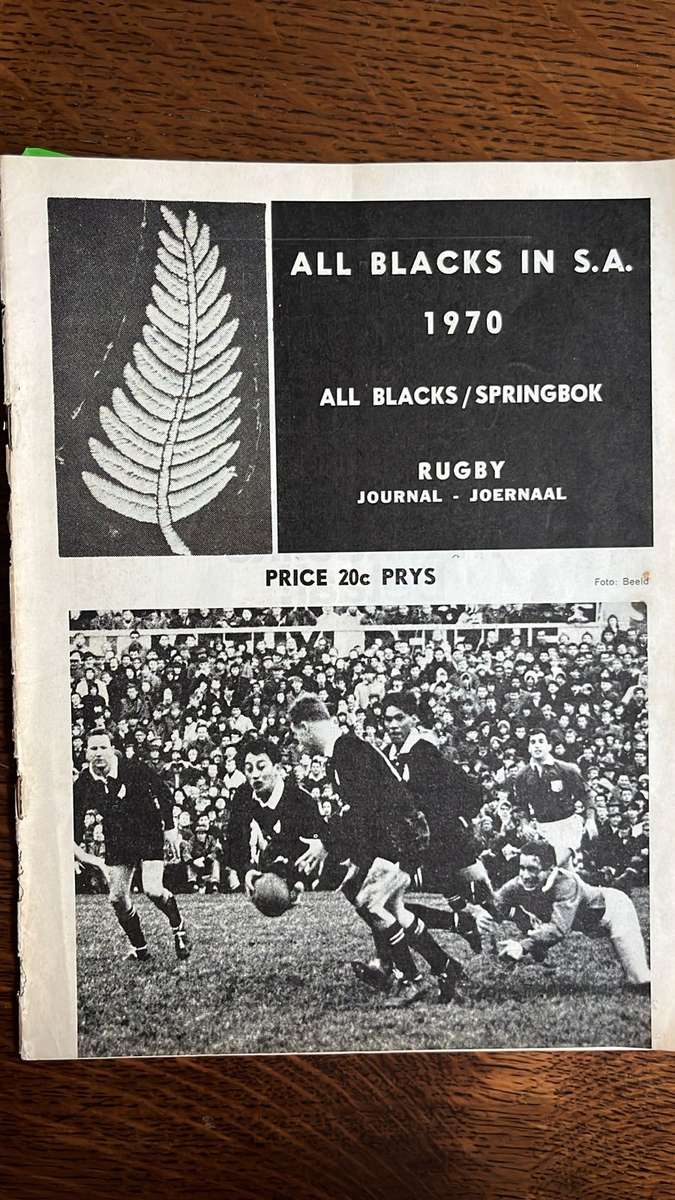 ALL BLACKS IN S.A.
1970
ALL BLACKS / SPRINGBOK
RUGBY
JOURNAL - JOERNAAL
PRICE 20c PRYS
Foto: Beeld